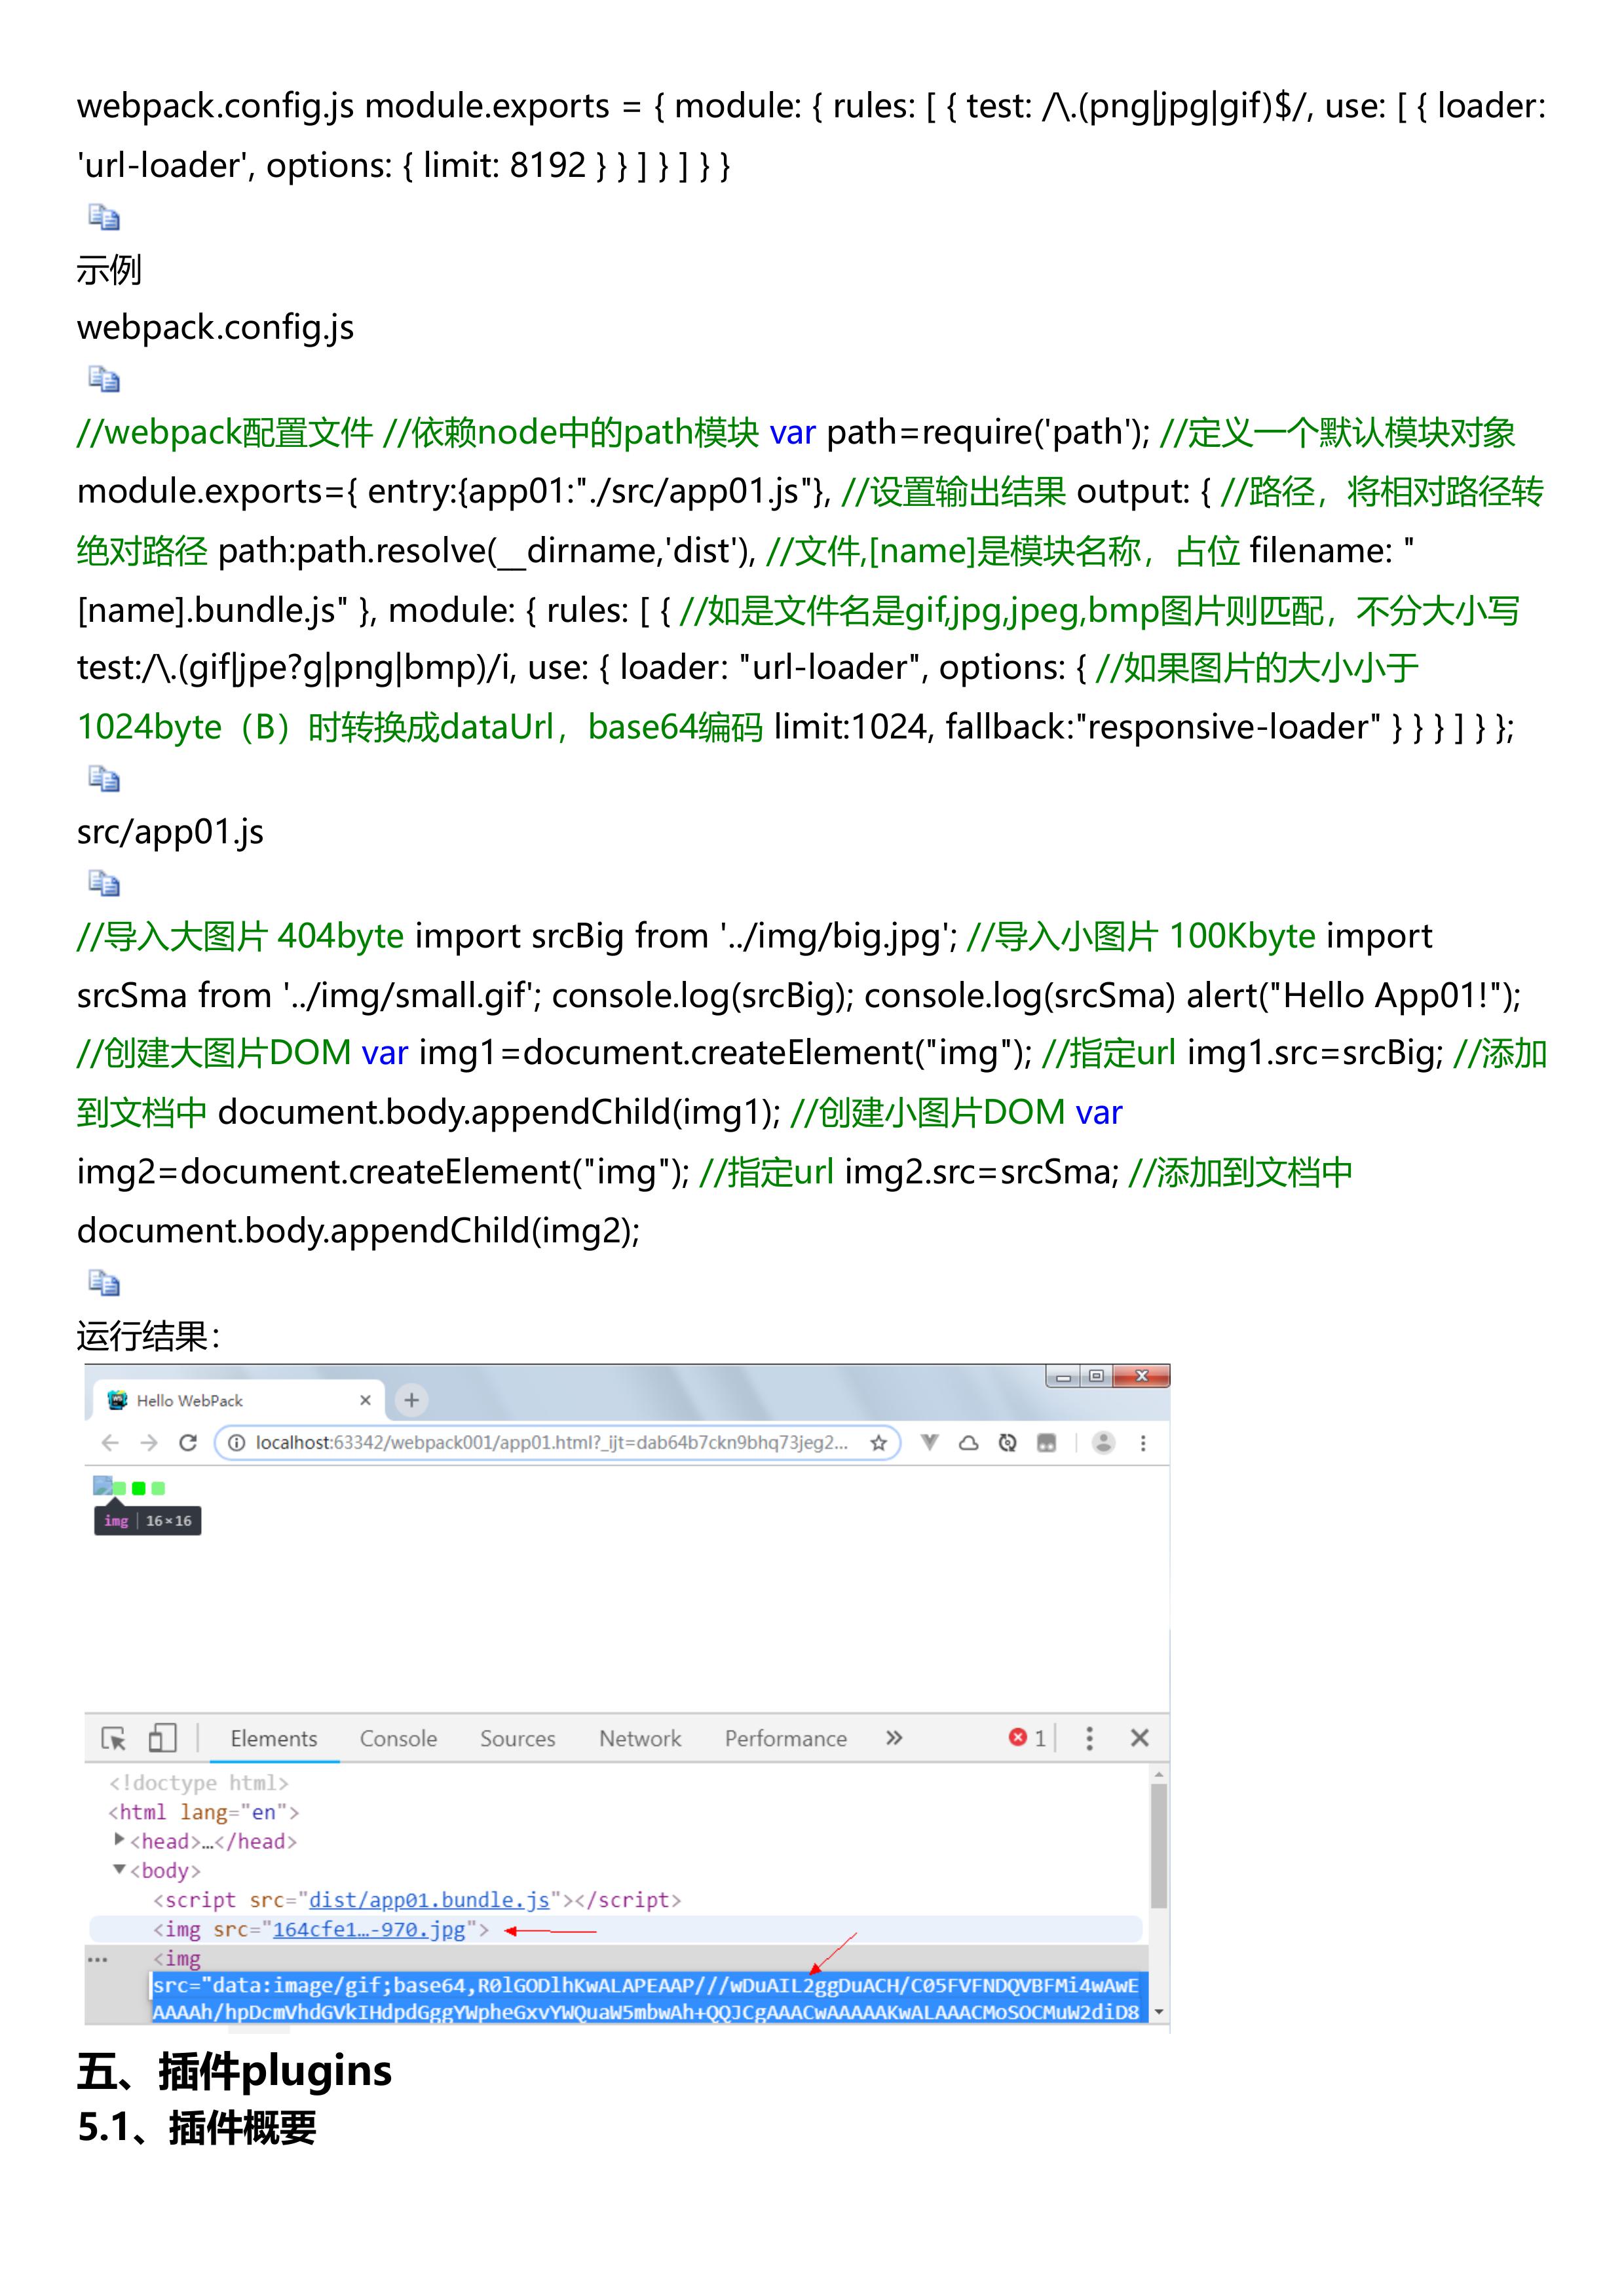 webpack.config.js module.exports = { module: { rules: [ { test: /\.(png|jpg|gif)$/, use: [ { loader:
'url-loader', options: { limit: 8192 } } ] } ] } }
示例
webpack.config.js
//webpack配置文件 //依赖node中的path模块 var path=require('path'); //定义一个默认模块对象
module.exports={ entry:{app01:"./src/app01.js"}, //设置输出结果 output: { //路径，将相对路径转
绝对路径 path:path.resolve(__dirname,'dist'), //文件,[name]是模块名称，占位 filename: "
[name].bundle.js" }, module: { rules: [ { //如是文件名是gif,jpg,jpeg,bmp图片则匹配，不分大小写
test:/\.(gif|jpe?g|png|bmp)/i, use: { loader: "url-loader", options: { //如果图片的大小小于
1024byte（B）时转换成dataUrl，base64编码 limit:1024, fallback:"responsive-loader" } } } ] } };
src/app01.js
//导入大图片 404byte import srcBig from '../img/big.jpg'; //导入小图片 100Kbyte import
srcSma from '../img/small.gif'; console.log(srcBig); console.log(srcSma) alert("Hello App01!");
//创建大图片DOM var img1=document.createElement("img"); //指定url img1.src=srcBig; //添加
到文档中 document.body.appendChild(img1); //创建小图片DOM var
img2=document.createElement("img"); //指定url img2.src=srcSma; //添加到文档中
document.body.appendChild(img2);
运行结果：
Hello WebPack
localhost:63342/webpack001/app01.html?_ijt=dab64b7ckn9bhq73jeg2...
img 16×16
Elements Console Sources Network Performance » 1
<!doctype html>
<html lang="en">
<head>…</head>
<body>
<script src="dist/app01.bundle.js"></script>
<img src="164cfe1…-970.jpg">
<img
src="data:image/gif;base64,R0lGODlhKwALAPEAAP///wDuAIL2ggDuACH/C05FVFNDQVBFMi4wAwE
AAAAh/hpDcmVhdGVkIHdpdGggYWpheGxvYWQuaW5mbwAh+QQJCgAAACwAAAAAKwALAAACMoSOCMuW2diD8
五、插件plugins
5.1、插件概要